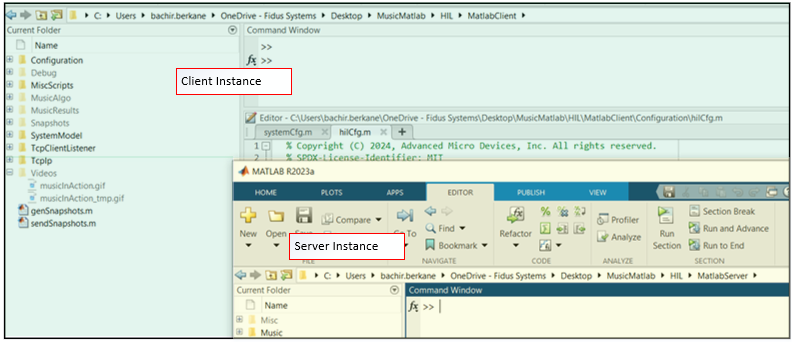 C: Users bachir.berkane OneDrive - Fidus Systems Desktop MusicMatlab HIL MatlabClient
Current Folder
Name
Configuration
Debug
MiscScripts
MusicAlgo
MusicResults
Snapshots
SystemModel
TcpClientListener
TcpIp
Videos
musicInAction.gif
musicInAction_tmp.gif
genSnapshots.m
sendSnapshots.m
Command Window
>>
fx >>
Client Instance
Editor - C:\Users\bachir.berkane\OneDrive - Fidus Systems\Desktop\MusicMatlab\HIL\MatlabClient\Configuration\hilCfg.m
systemCfg.m hilCfg.m
1 % Copyright (C) 2024, Advanced Micro Devices, Inc. All rights reserved.
2 % SPDX-License-Identifier: MIT
MATLAB R2023a
HOME PLOTS APPS EDITOR PUBLISH VIEW
New Open Compare Go To Find Bookmark Refactor Profiler Analyze Run Section Section Break Run and Advance Run to End
Server Instance
FILE NAVIGATE CODE ANALYZE SECTION
C: Users bachir.berkane OneDrive - Fidus Systems Desktop MusicMatlab HIL MatlabServer
Current Folder
Name
Misc
Music
Command Window
fx >>